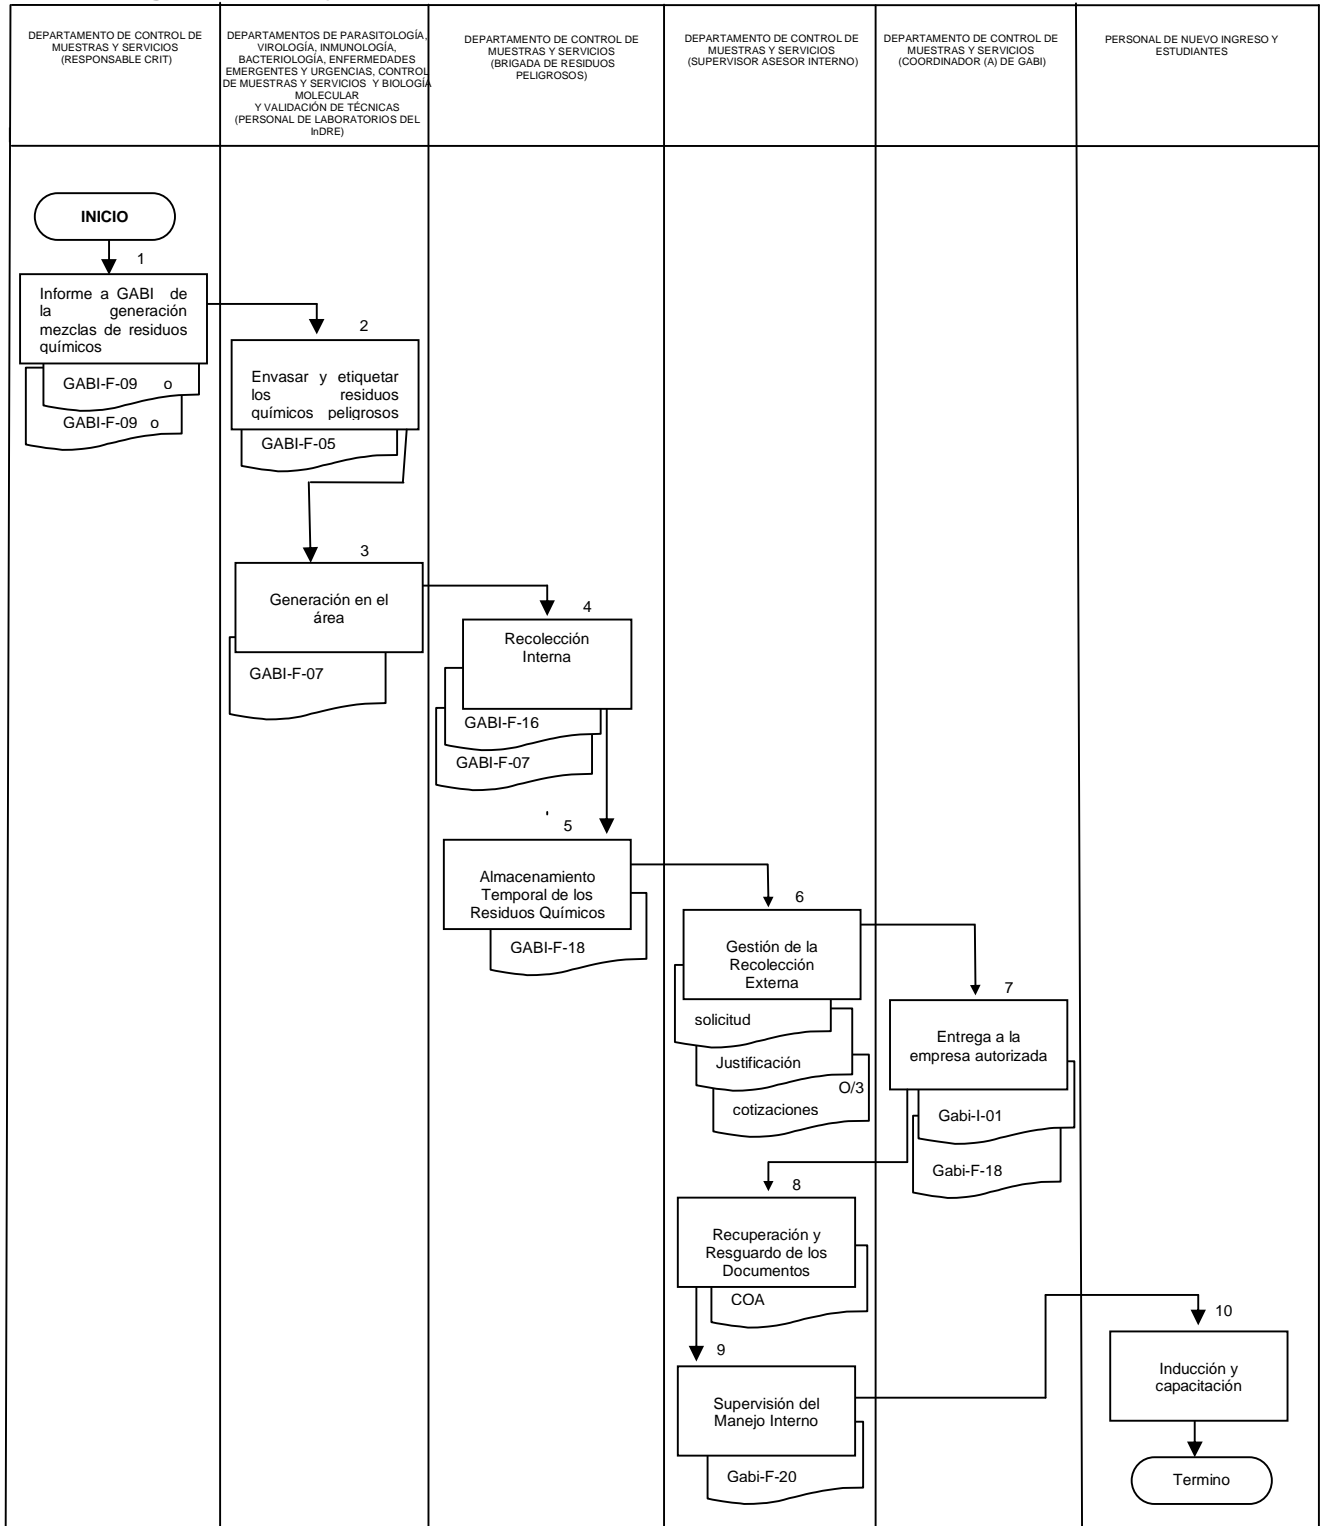 DEPARTAMENTO DE CONTROL DE
MUESTRAS Y SERVICIOS
(RESPONSABLE CRIT)
DEPARTAMENTOS DE PARASITOLOGÍA,
VIROLOGÍA, INMUNOLOGÍA,
BACTERIOLOGÍA, ENFERMEDADES
EMERGENTES Y URGENCIAS, CONTROL
DE MUESTRAS Y SERVICIOS Y BIOLOGÍA
MOLECULAR
Y VALIDACIÓN DE TÉCNICAS
(PERSONAL DE LABORATORIOS DEL
InDRE)
DEPARTAMENTO DE CONTROL DE
MUESTRAS Y SERVICIOS
(BRIGADA DE RESIDUOS
PELIGROSOS)
DEPARTAMENTO DE CONTROL DE
MUESTRAS Y SERVICIOS
(SUPERVISOR ASESOR INTERNO)
DEPARTAMENTO DE CONTROL DE
MUESTRAS Y SERVICIOS
(COORDINADOR (A) DE GABI)
PERSONAL DE NUEVO INGRESO Y
ESTUDIANTES
INICIO
1
Informe a GABI de
la generación
mezclas de residuos
químicos
GABI-F-09 o
GABI-F-09 o
2
Envasar y etiquetar
los residuos
químicos peligrosos
GABI-F-05
3
Generación en el
área
GABI-F-07
4
Recolección
Interna
GABI-F-16
GABI-F-07
5
Almacenamiento
Temporal de los
Residuos Químicos
GABI-F-18
6
Gestión de la
Recolección
Externa
solicitud
Justificación
O/3
cotizaciones
7
Entrega a la
empresa autorizada
Gabi-I-01
Gabi-F-18
8
Recuperación y
Resguardo de los
Documentos
COA
9
Supervisión del
Manejo Interno
Gabi-F-20
10
Inducción y
capacitación
Termino